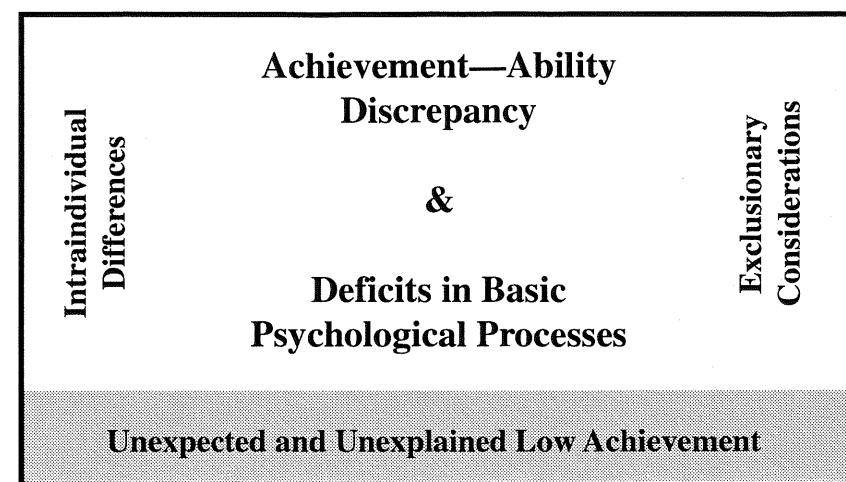 Achievement—Ability
Discrepancy
Intraindividual
Differences
&
Exclusionary
Considerations
Deficits in Basic
Psychological Processes
Unexpected and Unexplained Low Achievement